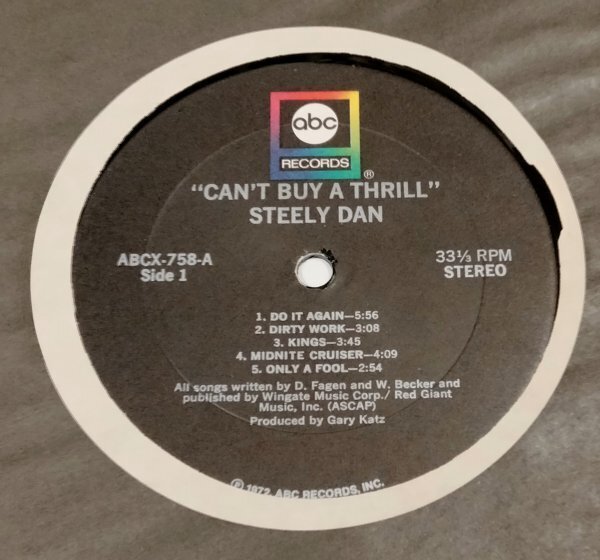 abc
RECORDS
®
"CAN'T BUY A THRILL"
STEELY DAN
ABCX-758-A
Side 1
33⅓ RPM
STEREO
1. DO IT AGAIN—5:56
2. DIRTY WORK—3:08
3. KINGS—3:45
4. MIDNITE CRUISER—4:09
5. ONLY A FOOL—2:54
All songs written by D. Fagen and W. Becker and
published by Wingate Music Corp./ Red Giant
Music, Inc. (ASCAP)
Produced by Gary Katz
℗ 1972, ABC RECORDS, INC.